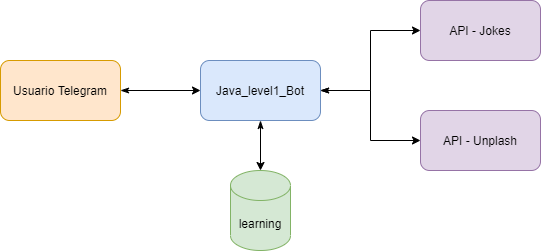 API - Jokes
Usuario Telegram
Java_level1_Bot
API - Unplash
learning